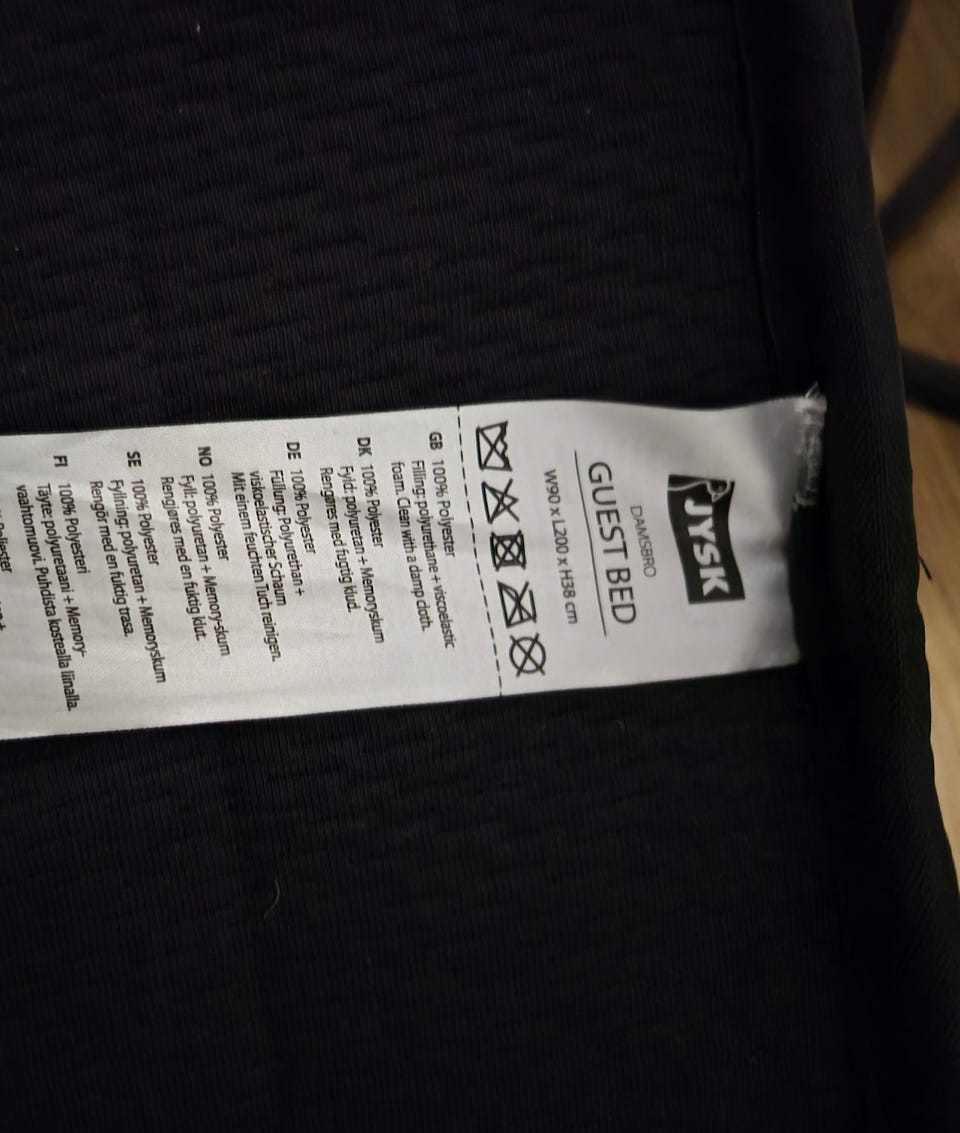 JYSK
DAMSBRO
GUEST BED
W90 x L200 x H38 cm
GB 100% Polyester
Filling: polyurethane + viscoelastic
foam. Clean with a damp cloth.
DK 100% Polyester
Fyld: polyuretan + Memoryskum
Rengøres med fugtig klud.
DE 100% Polyester
Füllung: Polyurethan +
viskoelastischer Schaum
Mit einem feuchten Tuch reinigen.
NO 100% Polyester
Fyll: polyuretan + Memory-skum
Rengjøres med en fuktig klut.
SE 100% Polyester
Fyllning: polyuretan + Memoryskum
Rengör med en fuktig trasa.
FI 100% Polyesteri
Täyte: polyuretaani + Memory-
vaahtomuovi. Puhdista kostealla liinalla.